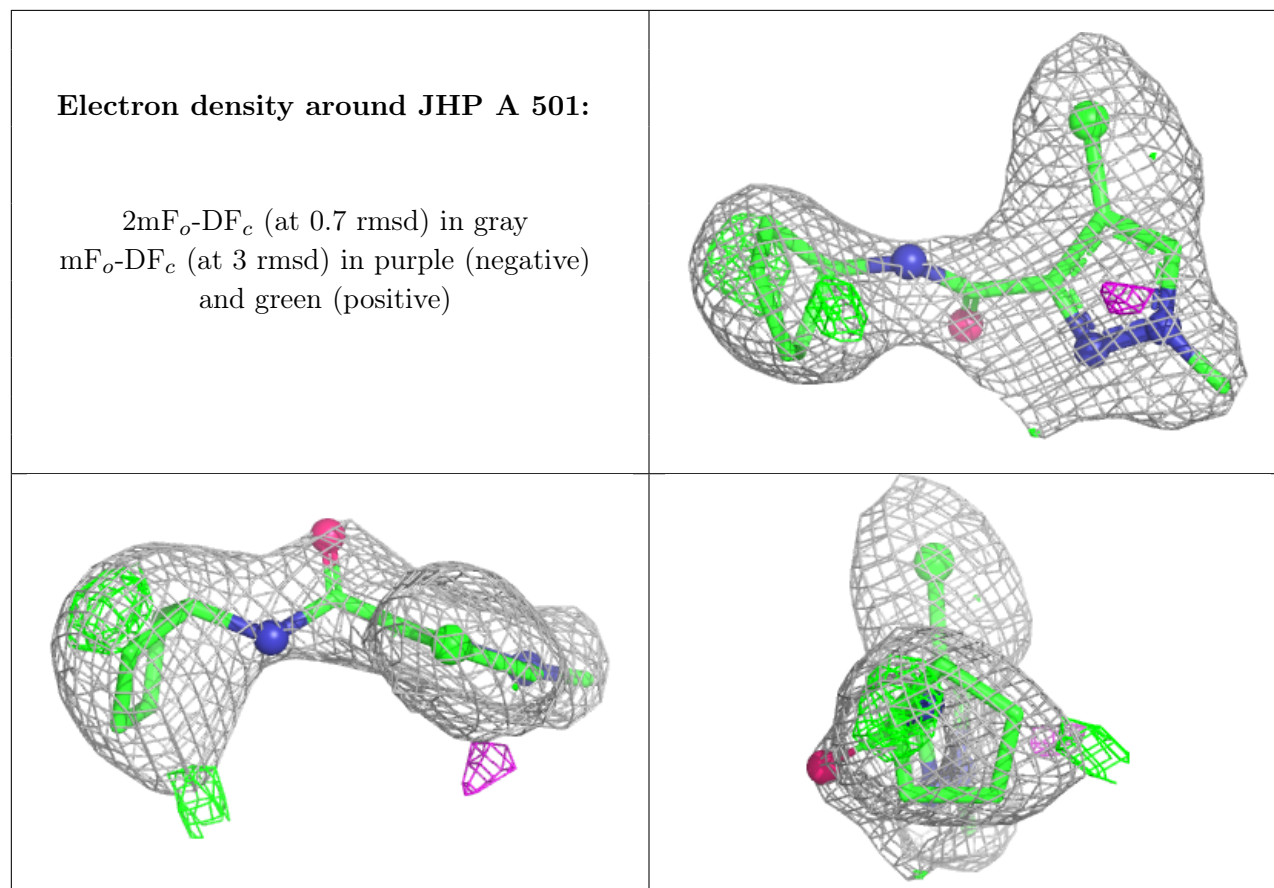 Electron density around JHP A 501:
2mFo-DFc (at 0.7 rmsd) in gray
mFo-DFc (at 3 rmsd) in purple (negative)
and green (positive)